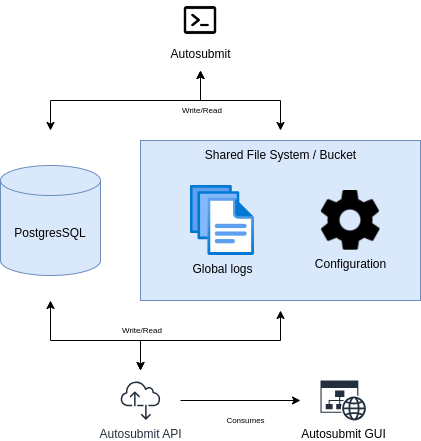 Autosubmit
Write/Read
Shared File System / Bucket
PostgresSQL
Global logs
Configuration
Write/Read
Consumes
Autosubmit API
Autosubmit GUI